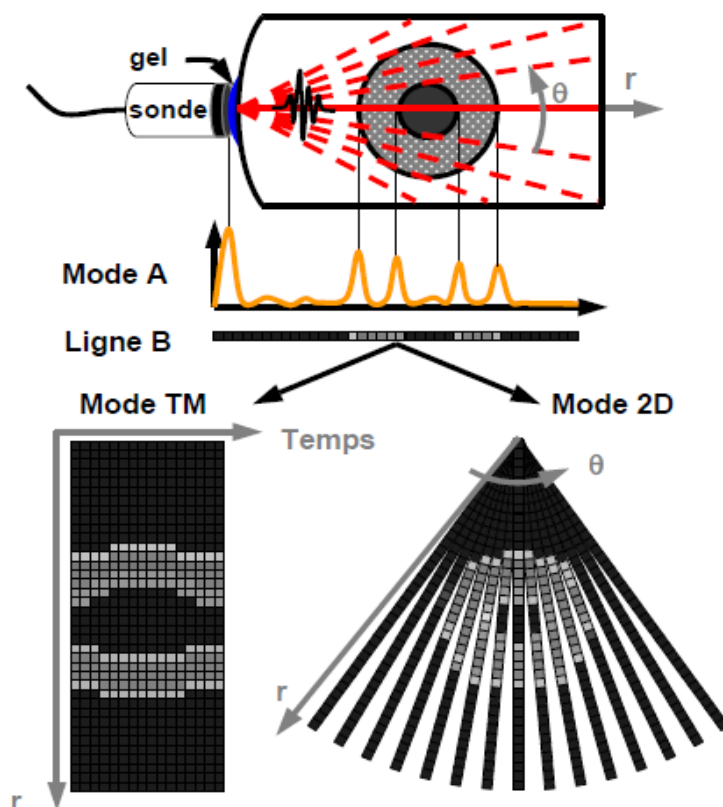 gel
sonde
θ
r
Mode A
Ligne B
Mode TM
Mode 2D
Temps
θ
r
r